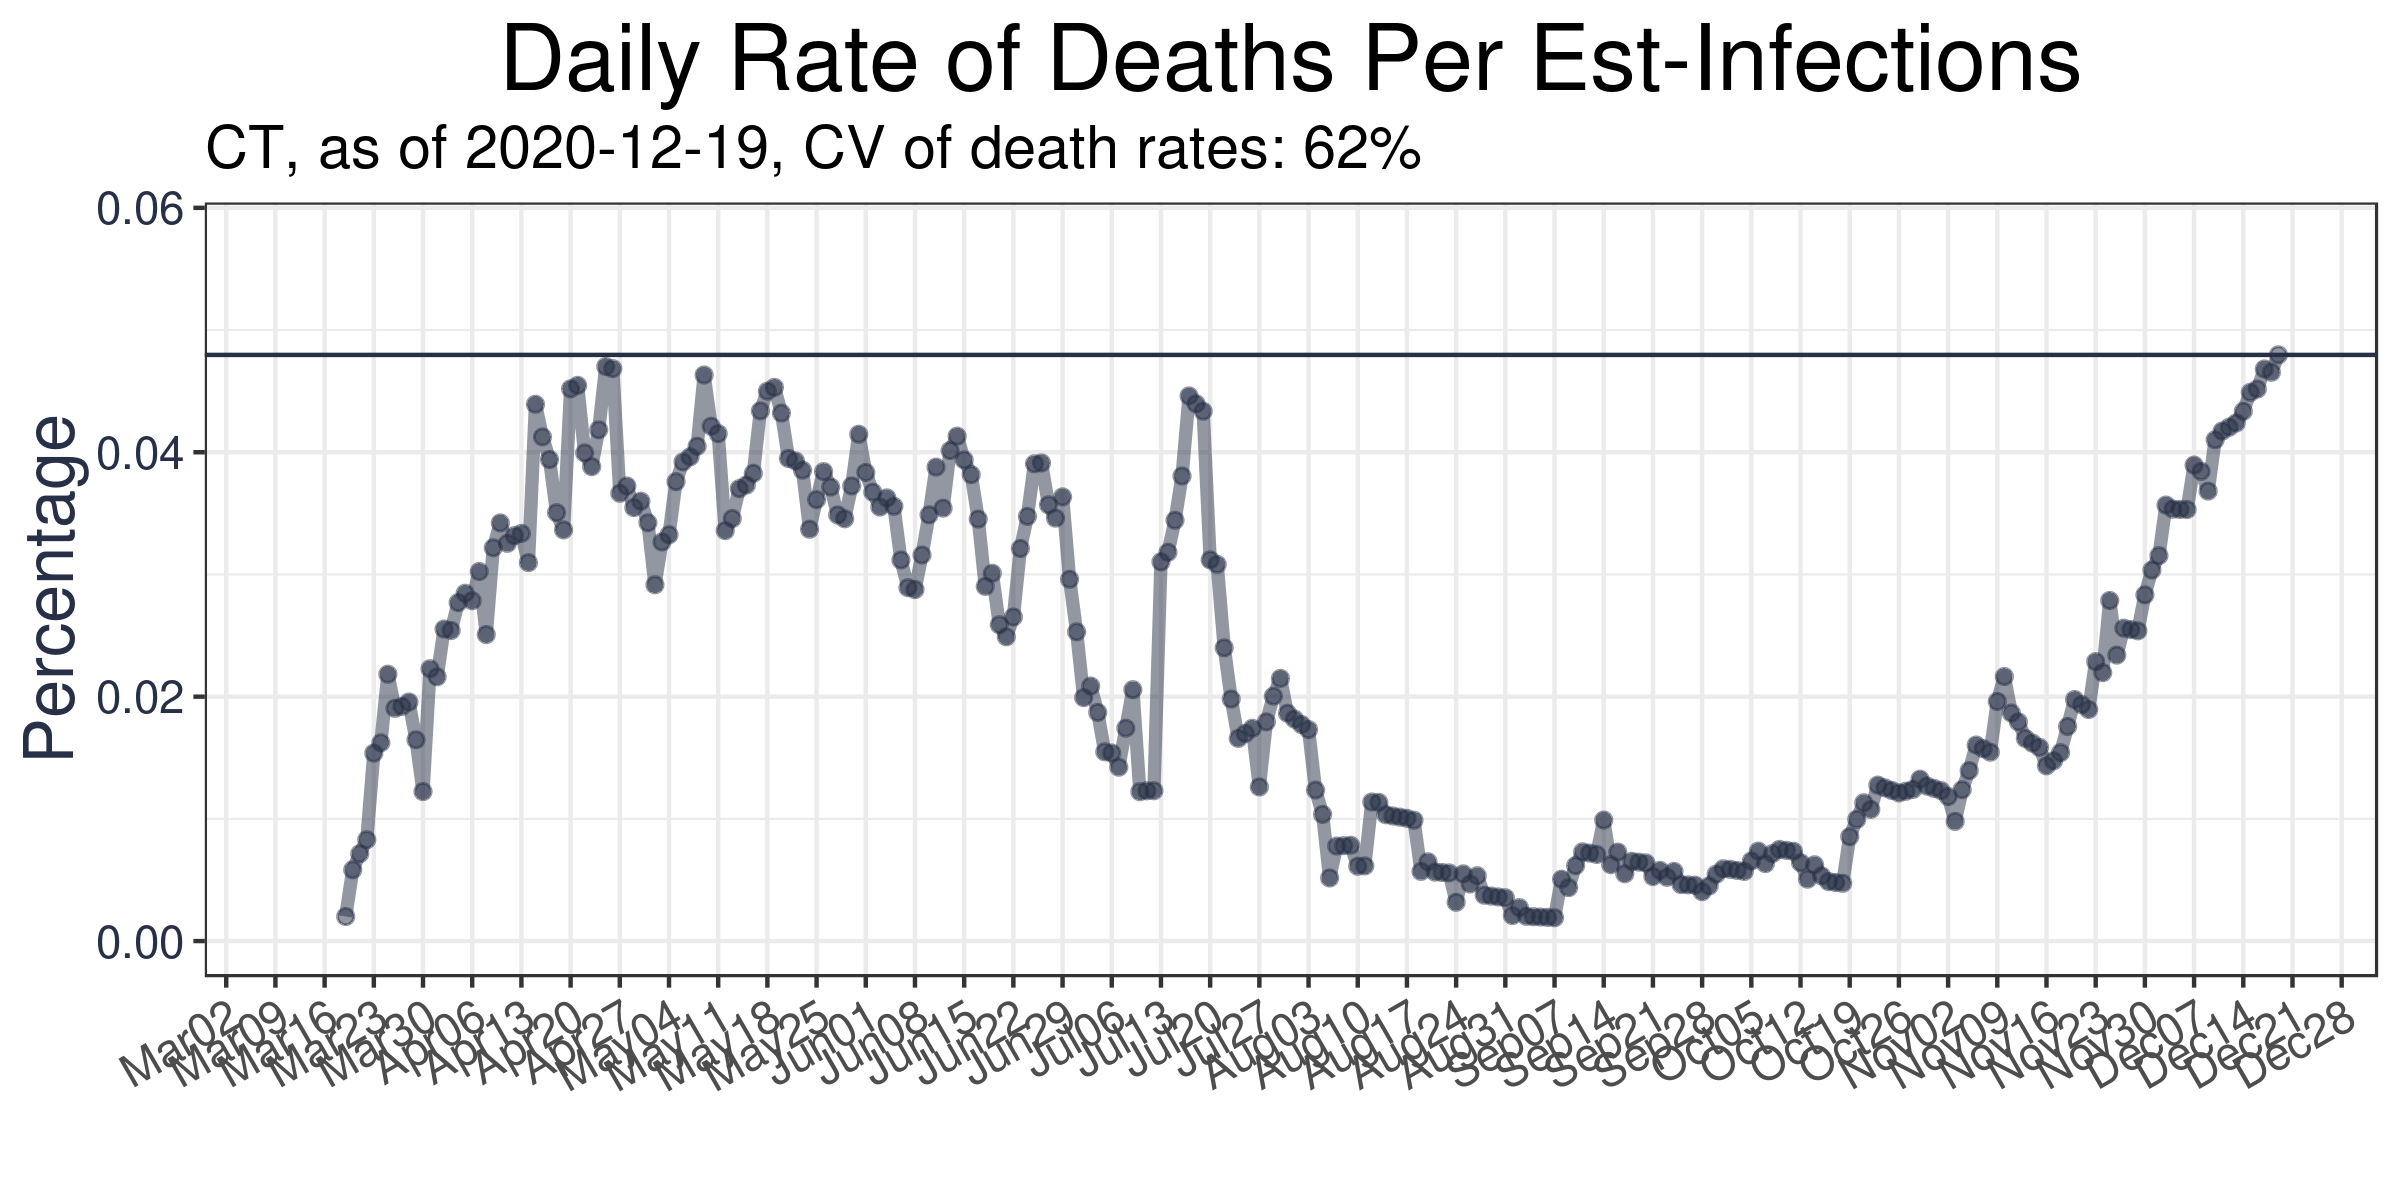 Daily Rate of Deaths Per Est-Infections
CT, as of 2020-12-19, CV of death rates: 62%
Percentage
0.06
0.04
0.02
0.00
Mar02
Mar09
Mar16
Mar23
Mar30
Apr06
Apr13
Apr20
Apr27
May04
May11
May18
May25
Jun01
Jun08
Jun15
Jun22
Jun29
Jul06
Jul13
Jul20
Jul27
Aug03
Aug10
Aug17
Aug24
Aug31
Sep07
Sep14
Sep21
Sep28
Oct05
Oct12
Oct19
Oct26
Nov02
Nov09
Nov16
Nov23
Nov30
Dec07
Dec14
Dec21
Dec28